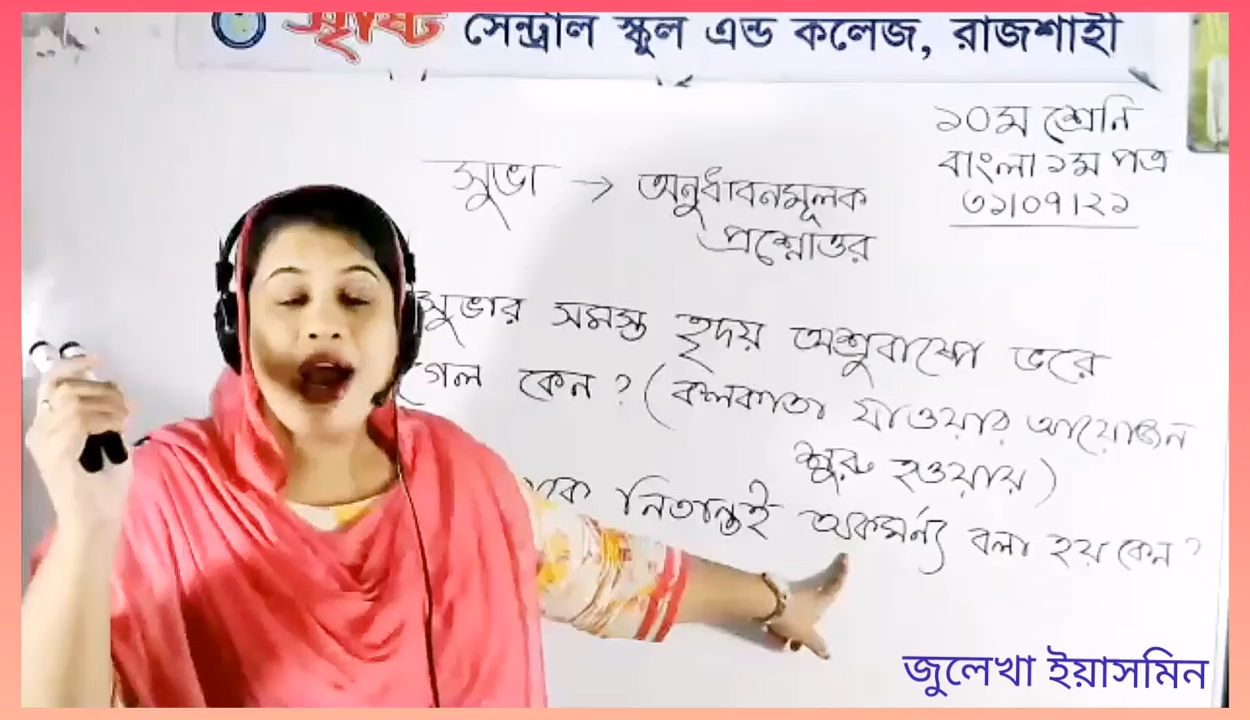 সৃষ্টি সেন্ট্রাল স্কুল এন্ড কলেজ, রাজশাহী
১০ম শ্রেনি
বাংলা ১ম পত্র
৩১|০৭|২১
সুভা → অনুধাবনমূলক
প্রশ্নোত্তর
সুভার সমস্ত হৃদয় অশ্রুবাষ্পে ভরে
গেল কেন ? (কলকাতা যাওয়ার আয়োজন
শুরু হওয়ায়)
নিতান্তই অকর্মণ্য বলা হয় কেন ?
জুলেখা ইয়াসমিন